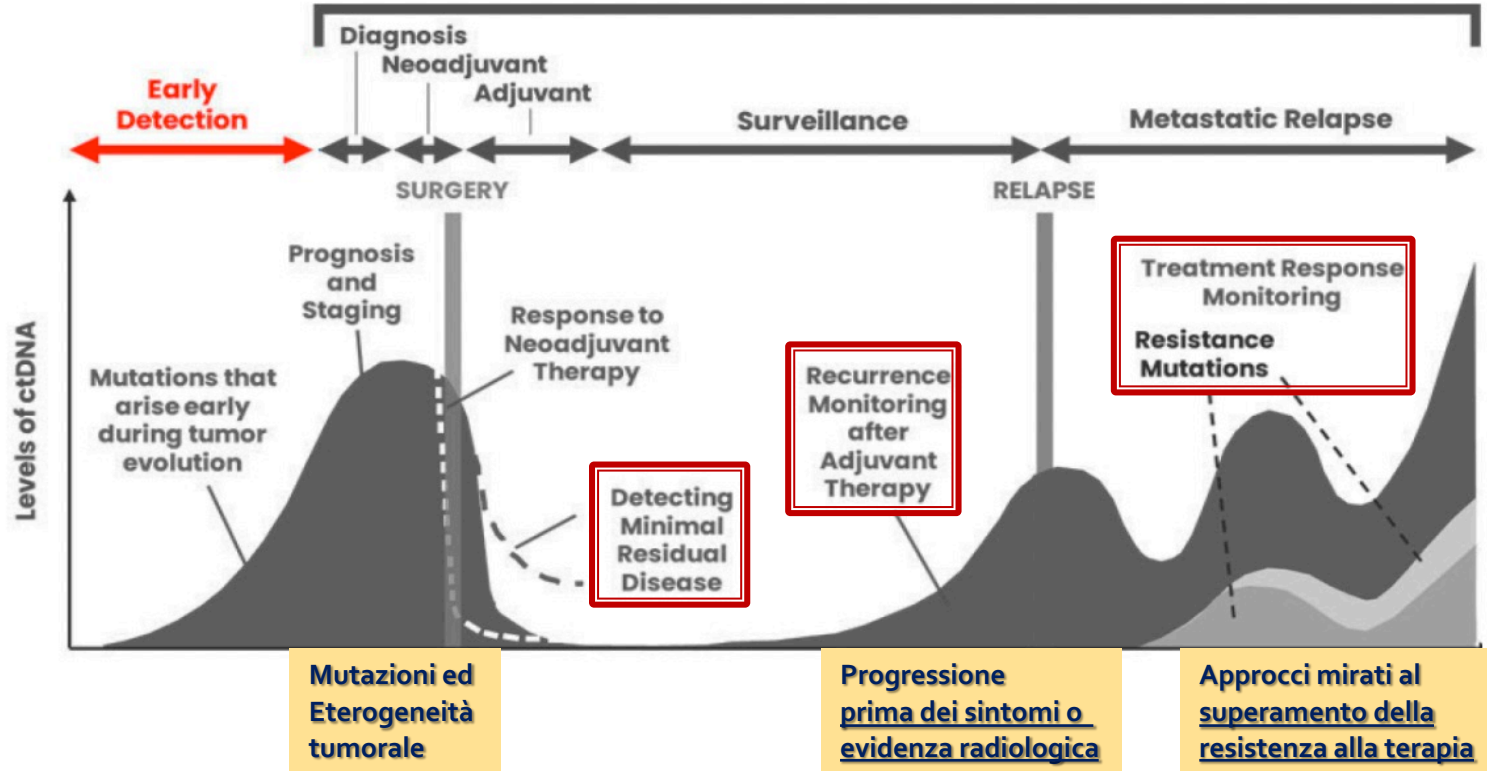 Diagnosis
Neoadjuvant
Adjuvant
Early
Detection
Surveillance
Metastatic Relapse
SURGERY
RELAPSE
Levels of ctDNA
Mutations that
arise early
during tumor
evolution
Prognosis
and
Staging
Response to
Neoadjuvant
Therapy
Detecting
Minimal
Residual
Disease
Recurrence
Monitoring
after
Adjuvant
Therapy
Treatment Response
Monitoring
Resistance
Mutations
Mutazioni ed
Eterogeneità
tumorale
Progressione
prima dei sintomi o
evidenza radiologica
Approcci mirati al
superamento della
resistenza alla terapia